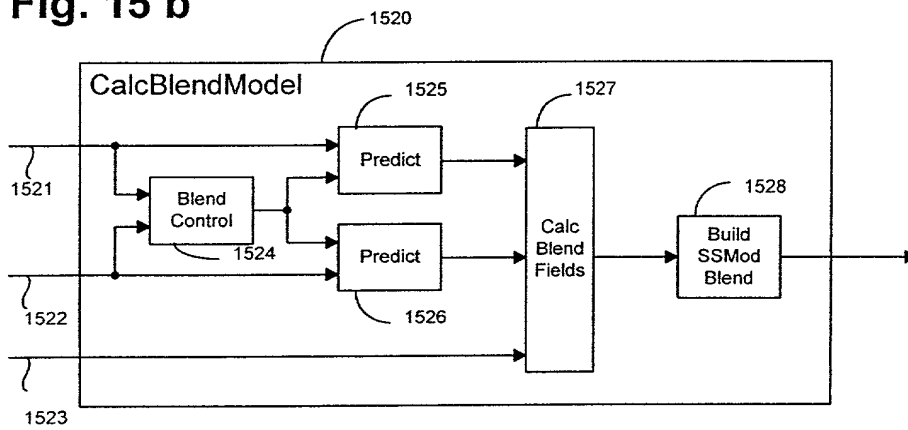 Fig. 15 b
1520
CalcBlendModel
1525
1527
Predict
1521
Blend
Control
1524
1528
Calc
Blend
Fields
Build
SSMod
Blend
Predict
1522
1526
1523